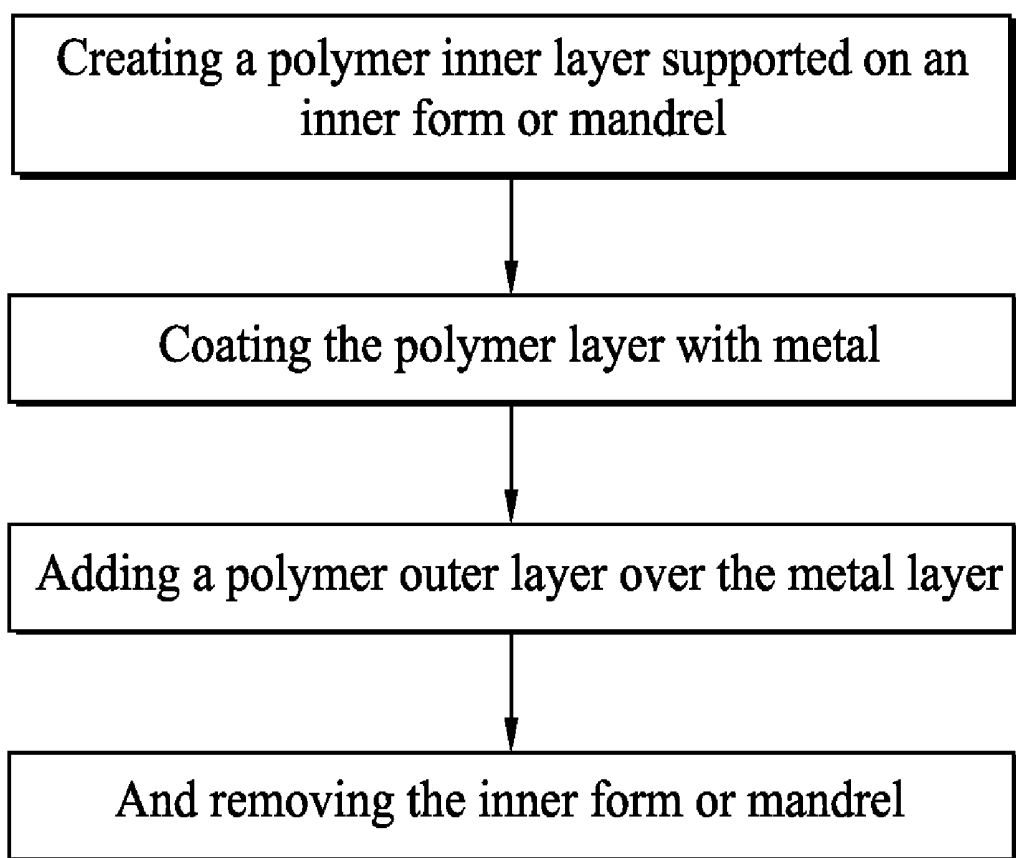 Creating a polymer inner layer supported on an
inner form or mandrel
Coating the polymer layer with metal
Adding a polymer outer layer over the metal layer
And removing the inner form or mandrel